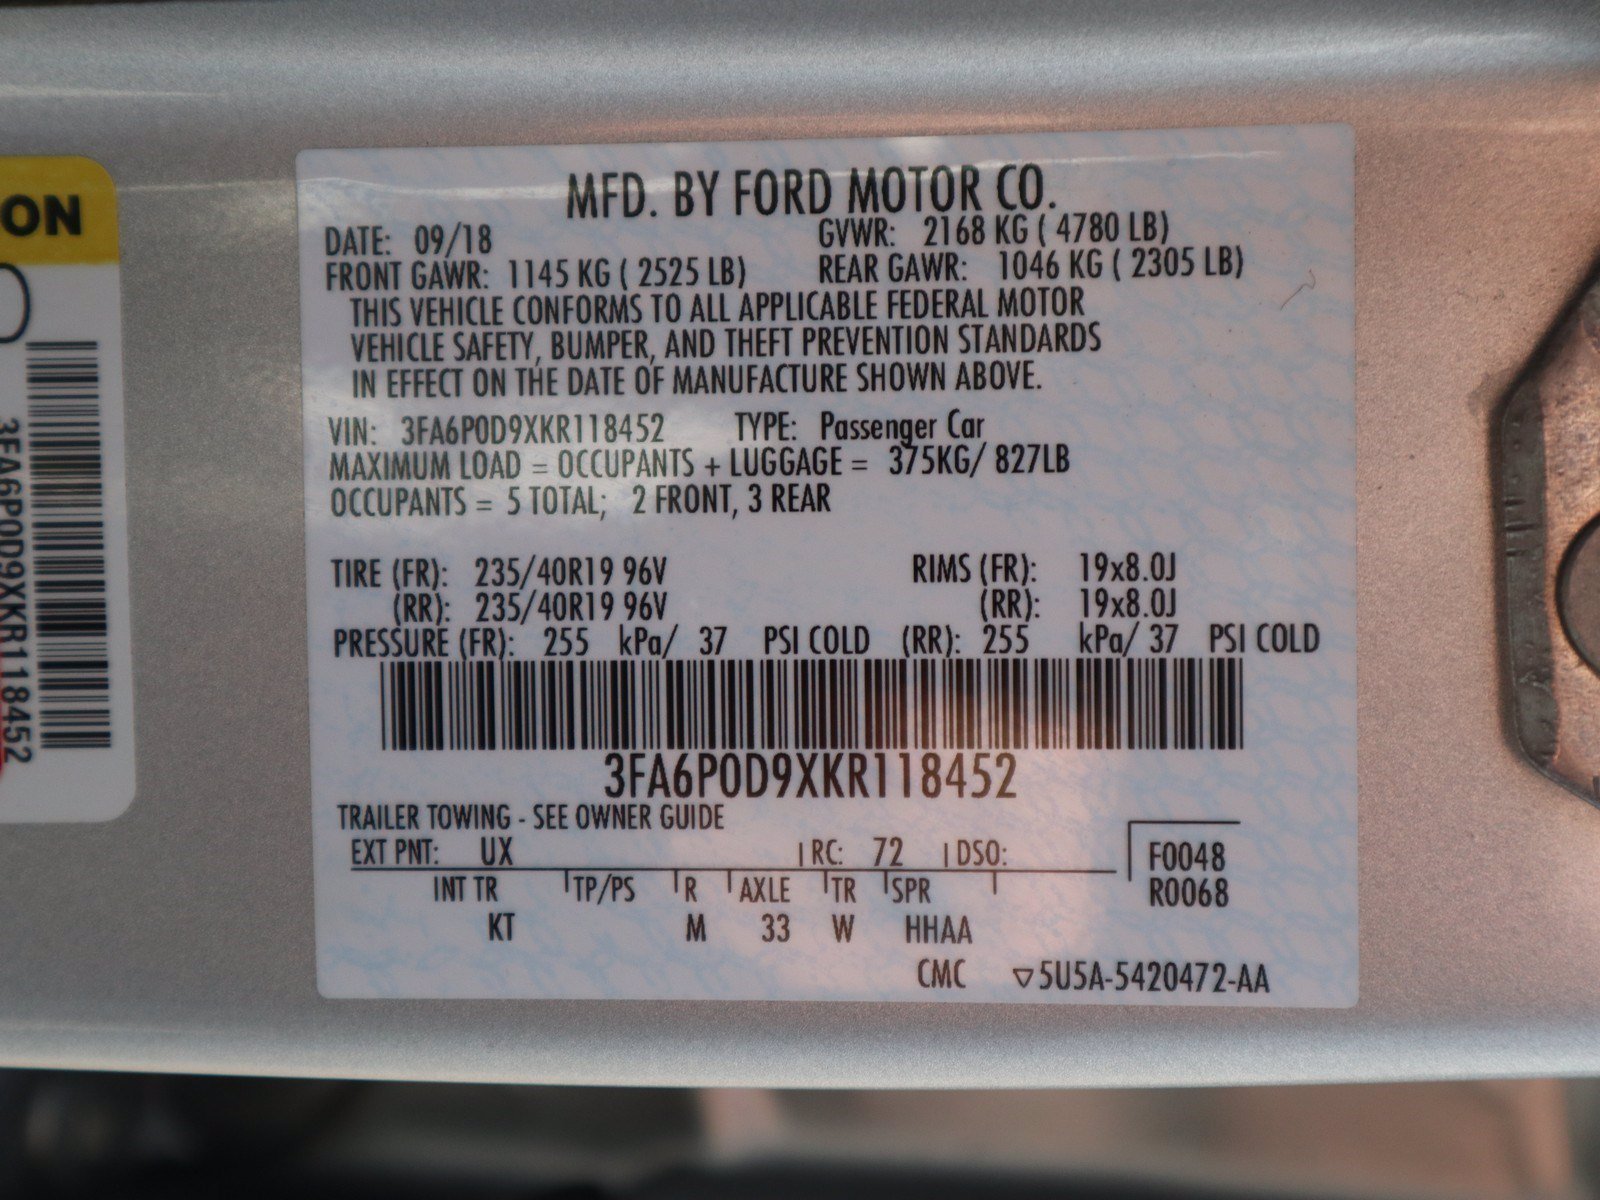 ON
3FA6P0D9XKR118452
MFD. BY FORD MOTOR CO.
DATE: 09/18 GVWR: 2168 KG ( 4780 LB)
FRONT GAWR: 1145 KG ( 2525 LB) REAR GAWR: 1046 KG ( 2305 LB)
THIS VEHICLE CONFORMS TO ALL APPLICABLE FEDERAL MOTOR
VEHICLE SAFETY, BUMPER, AND THEFT PREVENTION STANDARDS
IN EFFECT ON THE DATE OF MANUFACTURE SHOWN ABOVE.
VIN: 3FA6P0D9XKR118452 TYPE: Passenger Car
MAXIMUM LOAD = OCCUPANTS + LUGGAGE = 375KG/ 827LB
OCCUPANTS = 5 TOTAL; 2 FRONT, 3 REAR
TIRE (FR): 235/40R19 96V RIMS (FR): 19x8.0J
(RR): 235/40R19 96V (RR): 19x8.0J
PRESSURE (FR): 255 kPa/ 37 PSI COLD (RR): 255 kPa/ 37 PSI COLD
3FA6P0D9XKR118452
TRAILER TOWING - SEE OWNER GUIDE
EXT PNT: UX RC: 72 DSO: F0048
INT TR TP/PS R AXLE TR SPR R0068
KT M 33 W HHAA
CMC ▽5U5A-5420472-AA